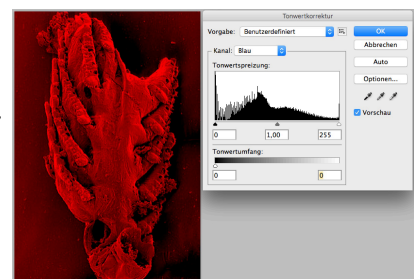 Tonwertkorrektur
Vorgabe: Benutzerdefiniert
OK
Abbrechen
Auto
Optionen...
Vorschau
Kanal: Blau
Tonwertspreizung:
0 1,00 255
Tonwertumfang:
0 0